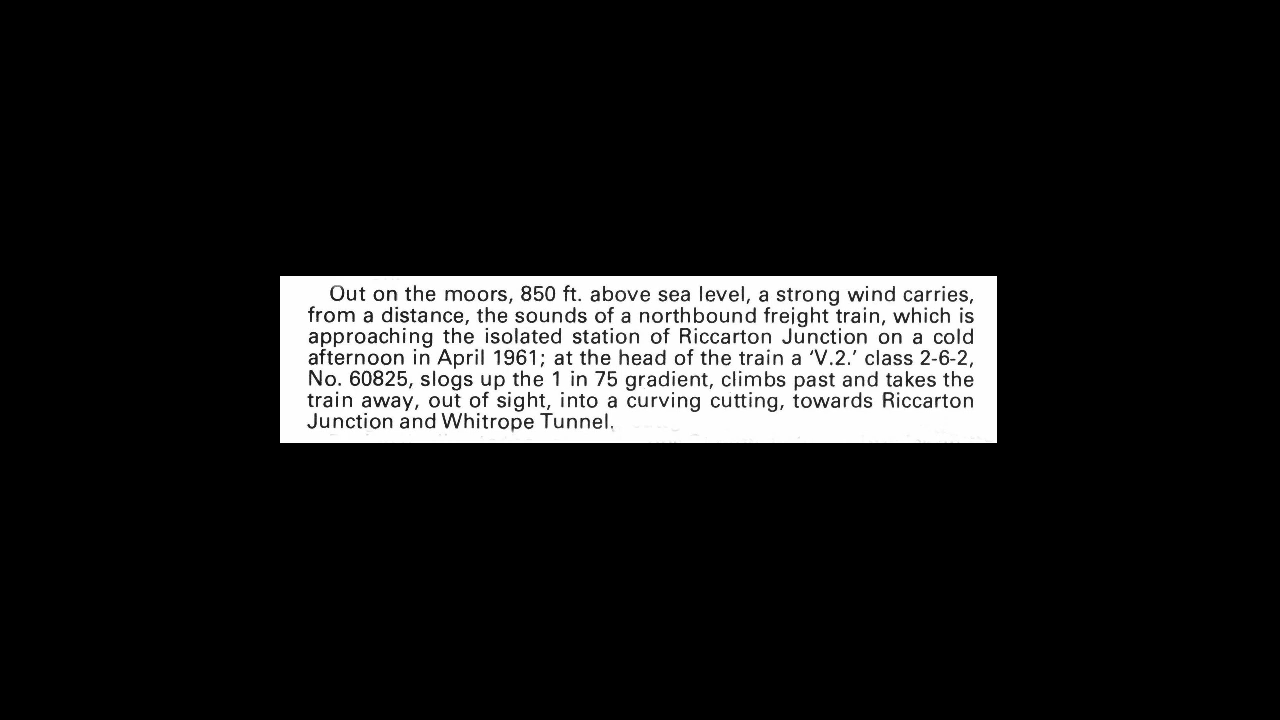 Out on the moors, 850 ft. above sea level, a strong wind carries,
from a distance, the sounds of a northbound freight train, which is
approaching the isolated station of Riccarton Junction on a cold
afternoon in April 1961; at the head of the train a ‘V.2.’ class 2-6-2,
No. 60825, slogs up the 1 in 75 gradient, climbs past and takes the
train away, out of sight, into a curving cutting, towards Riccarton
Junction and Whitrope Tunnel.